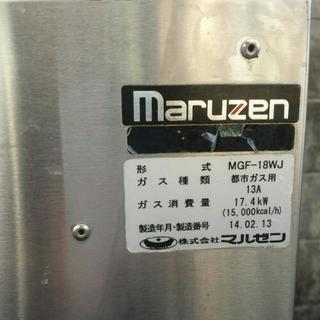 maruzen
形式 MGF-18WJ
ガス種類 都市ガス用
13A
ガス消費量 17.4kW
(15,000kcal/h)
製造年月・製造番号 14.02.13
株式会社 マルゼン